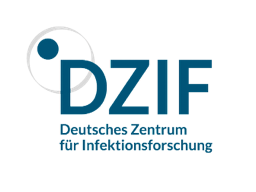 DZIF
Deutsches Zentrum
für Infektionsforschung